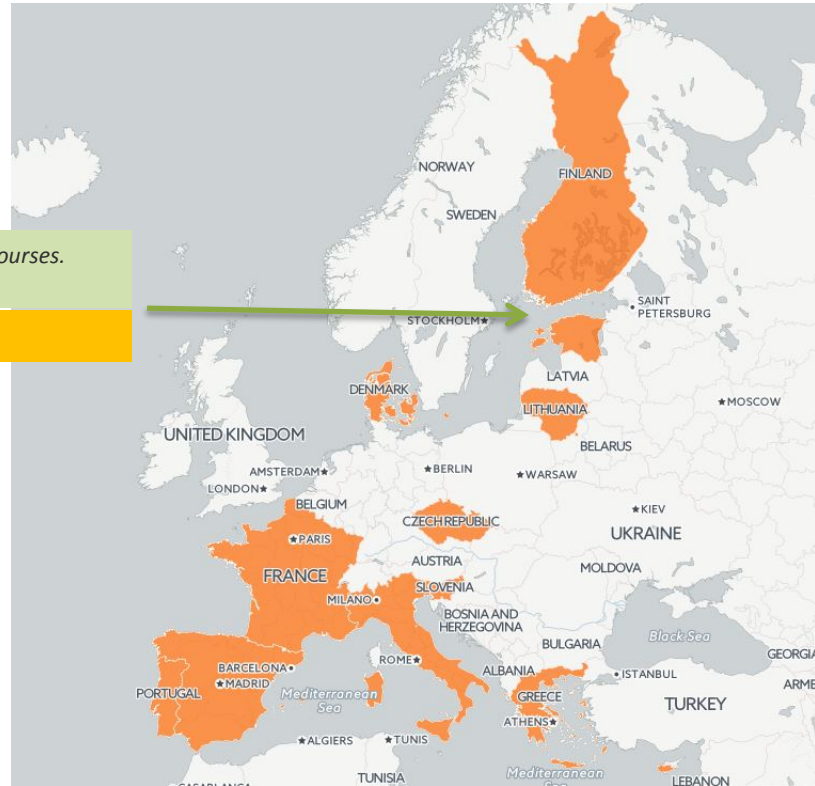 NORWAY
FINLAND
SWEDEN
ourses.
SAINT
PETERSBURG
STOCKHOLM
LATVIA
DENMARK
LITHUANIA
MOSCOW
UNITED KINGDOM
BELARUS
AMSTERDAM
BERLIN
WARSAW
LONDON
BELGIUM
KIEV
CZECH REPUBLIC
UKRAINE
PARIS
AUSTRIA
MOLDOVA
FRANCE
SLOVENIA
MILANO
BOSNIA AND
HERZEGOVINA
Black Sea
BULGARIA
GEORGIA
ROME
BARCELONA
ALBANIA
ISTANBUL
MADRID
ARME
PORTUGAL
Mediterranean
Sea
GREECE
TURKEY
ATHENS
ALGIERS
TUNIS
Mediterranean
TUNISIA
LEBANON